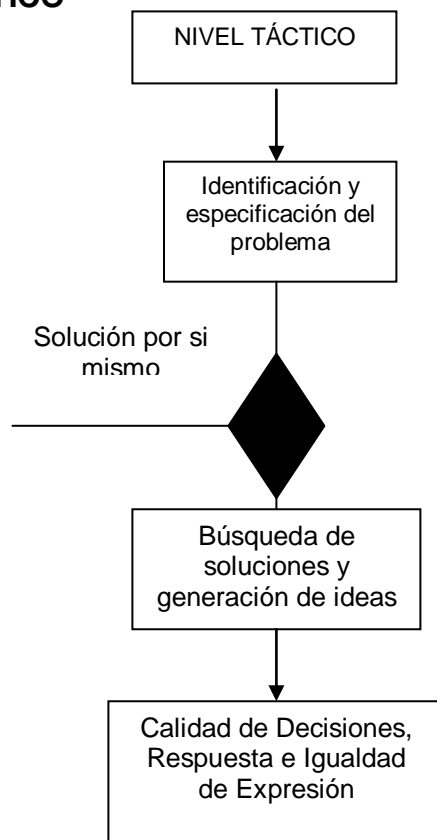 NIVEL TÁCTICO
Identificación y
especificación del
problema
Solución por si
mismo
Búsqueda de
soluciones y
generación de ideas
Calidad de Decisiones,
Respuesta e Igualdad
de Expresión